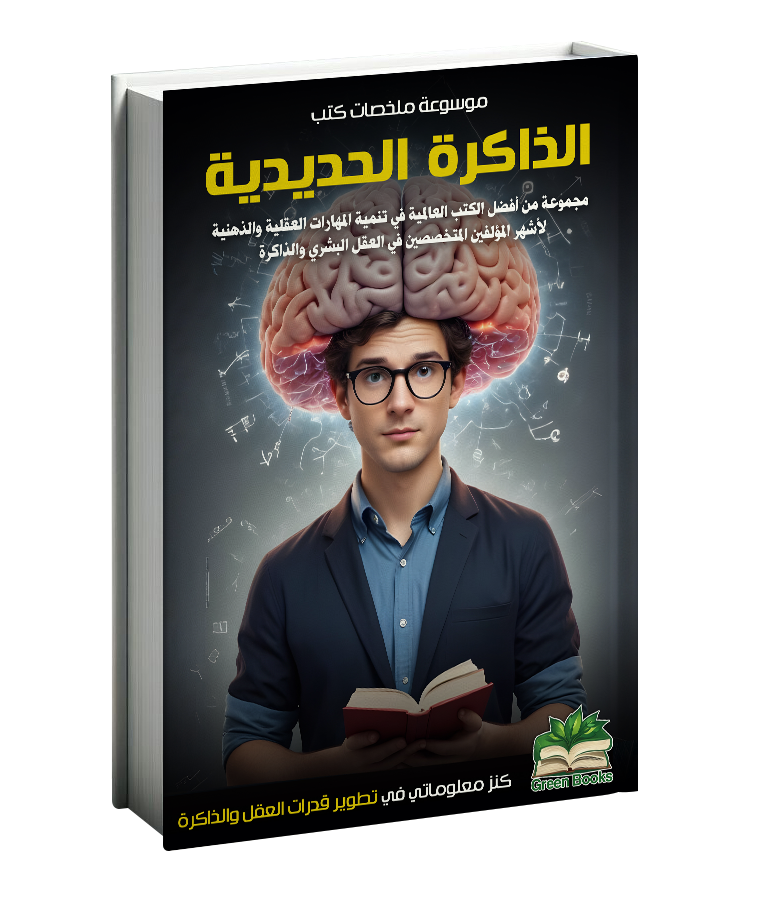 موسوعة ملخصات كتب
الذاكرة الحديدية
مجموعة من أفضل الكتب العالمية في تنمية المهارات العقلية والذهنية
لأشهر المؤلفين المتخصصين في العقل البشري والذاكرة
Green Books
كنز معلوماتي في تطوير قدرات العقل والذاكرة